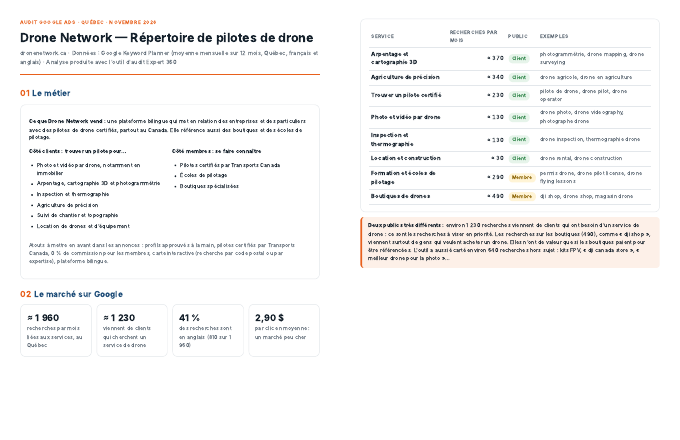 AUDIT GOOGLE ADS · QUÉBEC · NOVEMBRE 2026
Drone Network — Répertoire de pilotes de drone
dronenetwork.ca · Données : Google Keyword Planner (moyenne mensuelle sur 12 mois, Québec, français et
anglais) · Analyse produite avec l'outil d'audit Expert 360
01 Le métier
Ce que Drone Network vend : une plateforme bilingue qui met en relation des entreprises et des particuliers
avec des pilotes de drone certifiés, partout au Canada. Elle référence aussi des boutiques et des écoles de
pilotage.
Côté clients : trouver un pilote pour…
• Photo et vidéo par drone, notamment en
immobilier
• Arpentage, cartographie 3D et photogrammétrie
• Inspection et thermographie
• Agriculture de précision
• Suivi de chantier et topographie
• Location de drones et d'équipement
Côté membres : se faire connaître
• Pilotes certifiés par Transports Canada
• Écoles de pilotage
• Boutiques spécialisées
Atouts à mettre en avant dans les annonces : profils approuvés à la main, pilotes certifiés par Transports
Canada, 0 % de commission pour les membres, carte interactive (recherche par code postal ou par
expertise), plateforme bilingue.
02 Le marché sur Google
≈ 1 960
recherches par mois
liées aux services, au
Québec
≈ 1 230
viennent de clients
qui cherchent un
service de drone
41 %
des recherches sont
en anglais (810 sur 1
960)
2,90 $
par clic en moyenne :
un marché peu cher
SERVICE RECHERCHES PAR MOIS PUBLIC EXEMPLES
Arpentage et cartographie 3D ≈ 370 Client photogrammétrie, drone mapping, drone surveying
Agriculture de précision ≈ 340 Client drone agricole, drone en agriculture
Trouver un pilote certifié ≈ 230 Client pilote de drone, drone pilot, drone operator
Photo et vidéo par drone ≈ 130 Client drone photo, drone videography, photographe drone
Inspection et thermographie ≈ 130 Client drone inspection, thermographie drone
Location et construction ≈ 30 Client drone rental, drone construction
Formation et écoles de pilotage ≈ 290 Membre permis drone, drone pilot license, drone flying lessons
Boutiques de drones ≈ 490 Membre dji shop, drone shop, magasin drone
Deux publics très différents : environ 1 230 recherches viennent de clients qui ont besoin d'un service de
drone : ce sont les recherches à viser en priorité. Les recherches sur les boutiques (490), comme « dji shop »,
viennent surtout de gens qui veulent acheter un drone. Elles n'ont de valeur que si les boutiques paient pour
être référencées. L'outil a aussi écarté environ 640 recherches hors sujet : kits FPV, « dji canada store », «
meilleur drone pour la photo »…